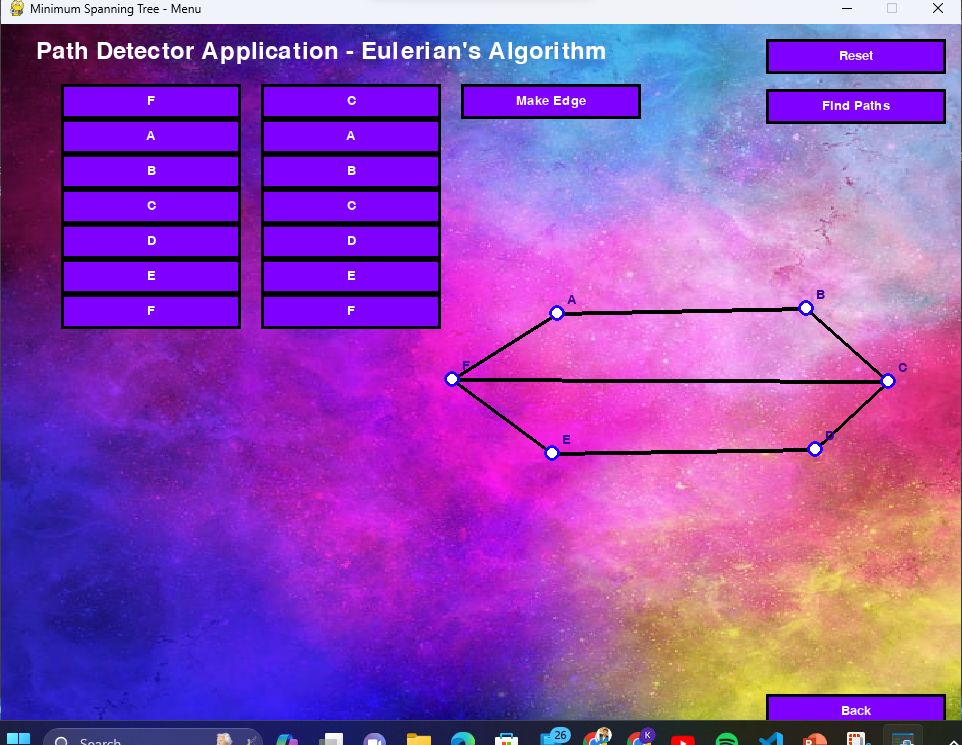 Minimum Spanning Tree - Menu
Path Detector Application - Eulerian's Algorithm
Reset
Find Paths
Make Edge
F
A
B
C
D
E
F
C
A
B
C
D
E
F
A
B
F
C
E
D
Back
Search
26
K